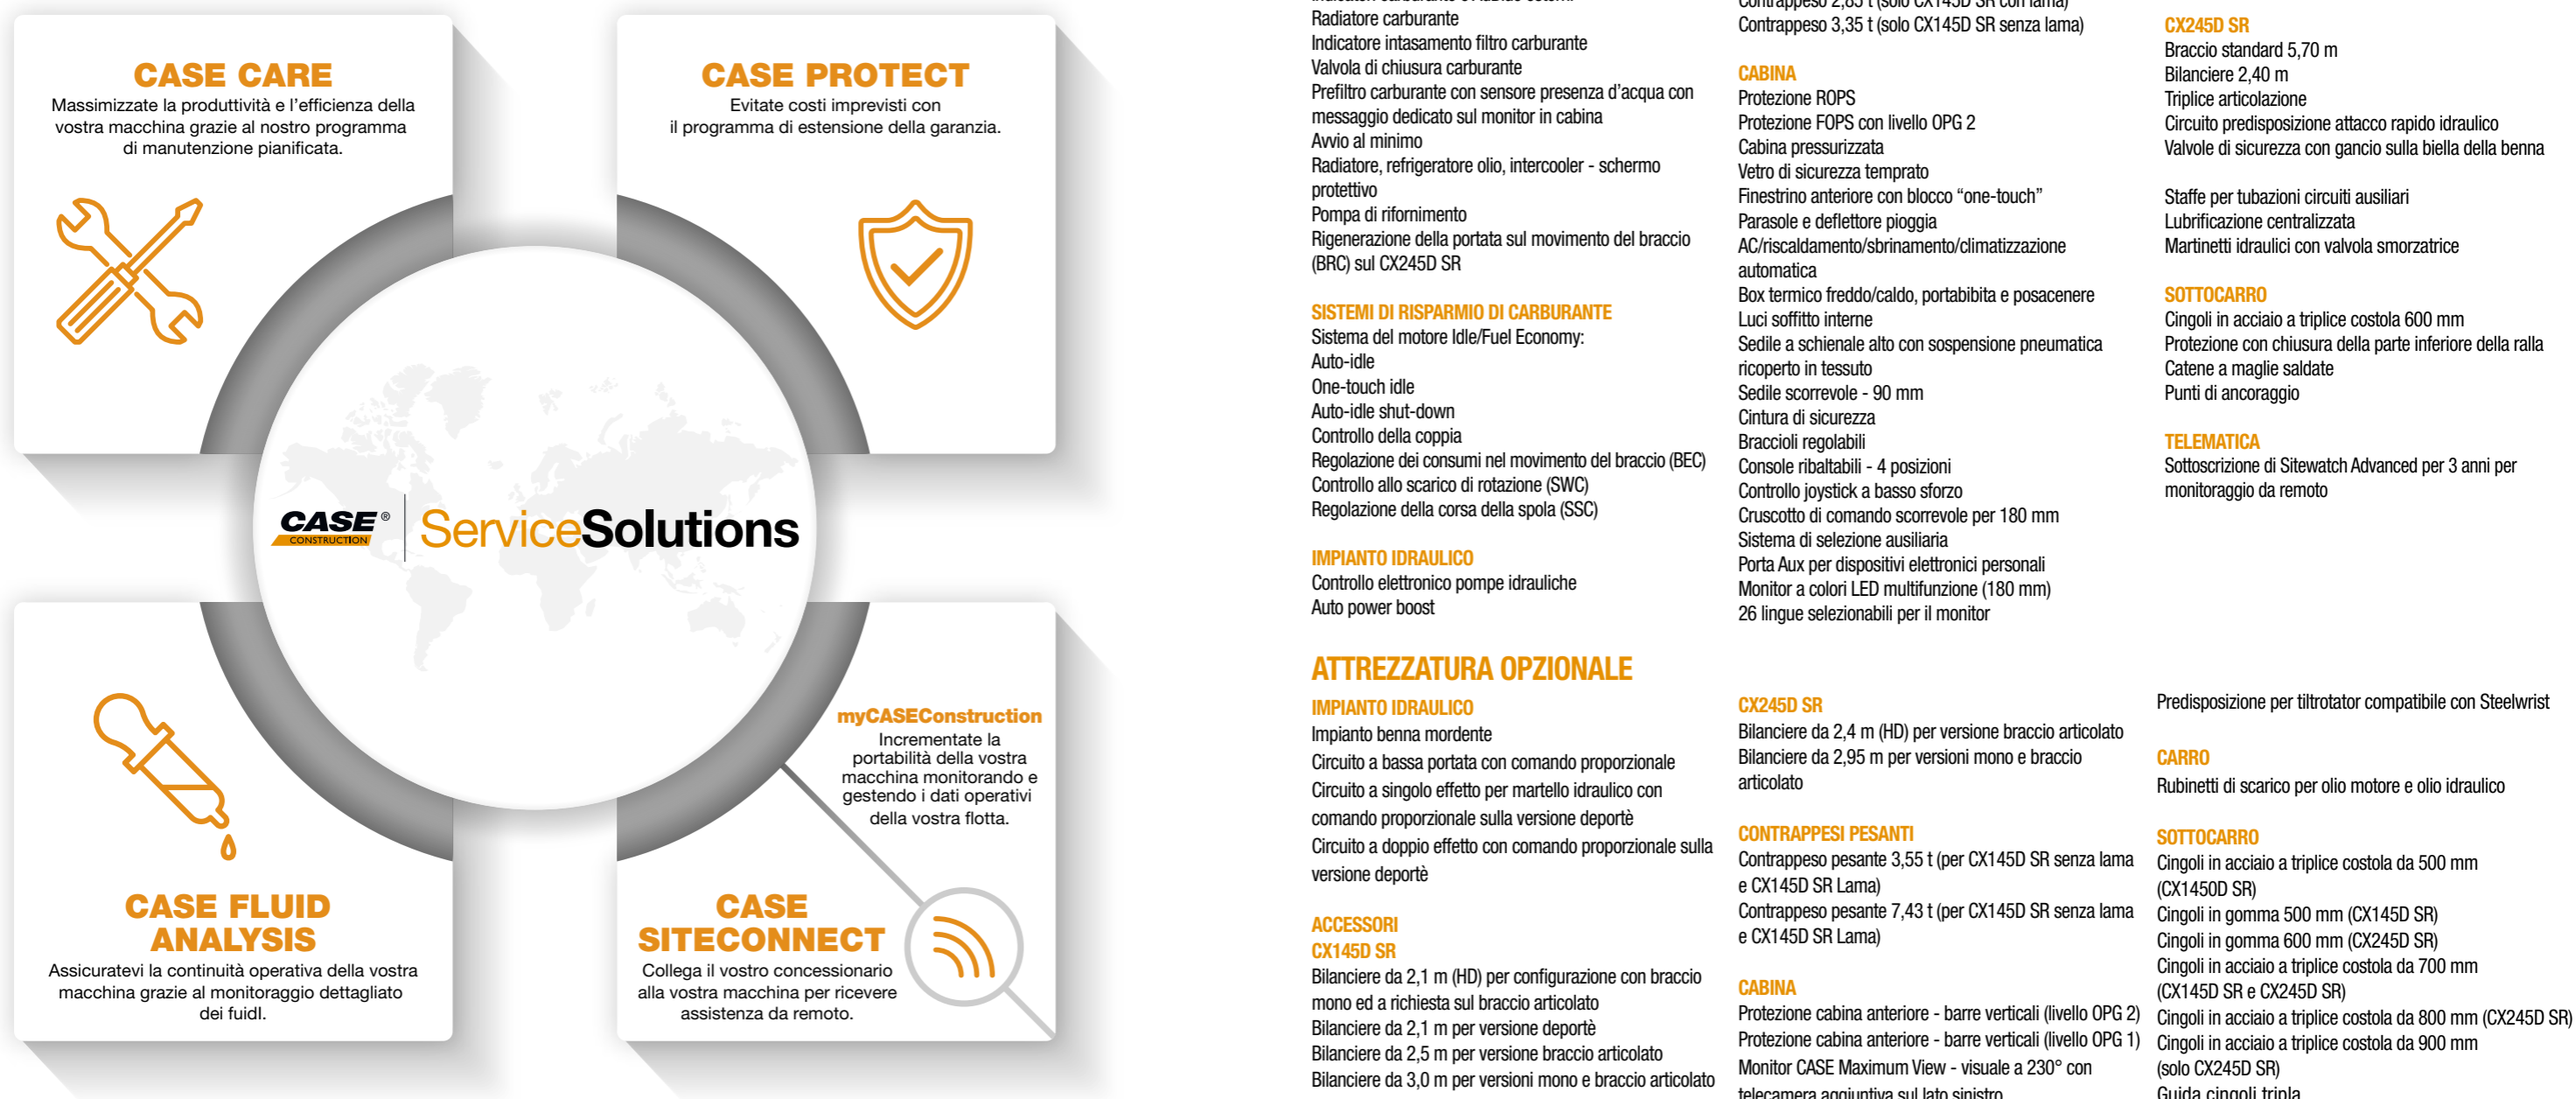 CASE CARE
Massimizzate la produttività e l'efficienza della
vostra macchina grazie al nostro programma
di manutenzione pianificata.
CASE PROTECT
Evitate costi imprevisti con
il programma di estensione della garanzia.
CASE®
CONSTRUCTION
ServiceSolutions
CASE FLUID
ANALYSIS
Assicuratevi la continuità operativa della vostra
macchina grazie al monitoraggio dettagliato
dei fuidI.
myCASEConstruction
Incrementate la
portabilità della vostra
macchina monitorando e
gestendo i dati operativi
della vostra flotta.
CASE
SITECONNECT
Collega il vostro concessionario
alla vostra macchina per ricevere
assistenza da remoto.
Radiatore carburante
Indicatore intasamento filtro carburante
Valvola di chiusura carburante
Prefiltro carburante con sensore presenza d'acqua con
messaggio dedicato sul monitor in cabina
Avvio al minimo
Radiatore, refrigeratore olio, intercooler - schermo
protettivo
Pompa di rifornimento
Rigenerazione della portata sul movimento del braccio
(BRC) sul CX245D SR
SISTEMI DI RISPARMIO DI CARBURANTE
Sistema del motore Idle/Fuel Economy:
Auto-idle
One-touch idle
Auto-idle shut-down
Controllo della coppia
Regolazione dei consumi nel movimento del braccio (BEC)
Controllo allo scarico di rotazione (SWC)
Regolazione della corsa della spola (SSC)
IMPIANTO IDRAULICO
Controllo elettronico pompe idrauliche
Auto power boost
Contrappeso 2,85 t (solo CX145D SR con lama)
Contrappeso 3,35 t (solo CX145D SR senza lama)
CABINA
Protezione ROPS
Protezione FOPS con livello OPG 2
Cabina pressurizzata
Vetro di sicurezza temprato
Finestrino anteriore con blocco “one-touch”
Parasole e deflettore pioggia
AC/riscaldamento/sbrinamento/climatizzazione
automatica
Box termico freddo/caldo, portabibita e posacenere
Luci soffitto interne
Sedile a schienale alto con sospensione pneumatica
ricoperto in tessuto
Sedile scorrevole - 90 mm
Cintura di sicurezza
Braccioli regolabili
Console ribaltabili - 4 posizioni
Controllo joystick a basso sforzo
Cruscotto di comando scorrevole per 180 mm
Sistema di selezione ausiliaria
Porta Aux per dispositivi elettronici personali
Monitor a colori LED multifunzione (180 mm)
26 lingue selezionabili per il monitor
CX245D SR
Braccio standard 5,70 m
Bilanciere 2,40 m
Triplice articolazione
Circuito predisposizione attacco rapido idraulico
Valvole di sicurezza con gancio sulla biella della benna
Staffe per tubazioni circuiti ausiliari
Lubrificazione centralizzata
Martinetti idraulici con valvola smorzatrice
SOTTOCARRO
Cingoli in acciaio a triplice costola 600 mm
Protezione con chiusura della parte inferiore della ralla
Catene a maglie saldate
Punti di ancoraggio
TELEMATICA
Sottoscrizione di Sitewatch Advanced per 3 anni per
monitoraggio da remoto
ATTREZZATURA OPZIONALE
IMPIANTO IDRAULICO
Impianto benna mordente
Circuito a bassa portata con comando proporzionale
Circuito a singolo effetto per martello idraulico con
comando proporzionale sulla versione deportè
Circuito a doppio effetto con comando proporzionale sulla
versione deportè
ACCESSORI
CX145D SR
Bilanciere da 2,1 m (HD) per configurazione con braccio
mono ed a richiesta sul braccio articolato
Bilanciere da 2,1 m per versione deportè
Bilanciere da 2,5 m per versione braccio articolato
Bilanciere da 3,0 m per versioni mono e braccio articolato
CX245D SR
Bilanciere da 2,4 m (HD) per versione braccio articolato
Bilanciere da 2,95 m per versioni mono e braccio
articolato
CONTRAPPESI PESANTI
Contrappeso pesante 3,55 t (per CX145D SR senza lama
e CX145D SR Lama)
Contrappeso pesante 7,43 t (per CX145D SR senza lama
e CX145D SR Lama)
CABINA
Protezione cabina anteriore - barre verticali (livello OPG 2)
Protezione cabina anteriore - barre verticali (livello OPG 1)
Monitor CASE Maximum View - visuale a 230° con
telecamera aggiuntiva sul lato sinistro
Predisposizione per tiltrotator compatibile con Steelwrist
CARRO
Rubinetti di scarico per olio motore e olio idraulico
SOTTOCARRO
Cingoli in acciaio a triplice costola da 500 mm
(CX1450D SR)
Cingoli in gomma 500 mm (CX145D SR)
Cingoli in gomma 600 mm (CX245D SR)
Cingoli in acciaio a triplice costola da 700 mm
(CX145D SR e CX245D SR)
Cingoli in acciaio a triplice costola da 800 mm (CX245D SR)
Cingoli in acciaio a triplice costola da 900 mm
(solo CX245D SR)
Guida cingoli tripla